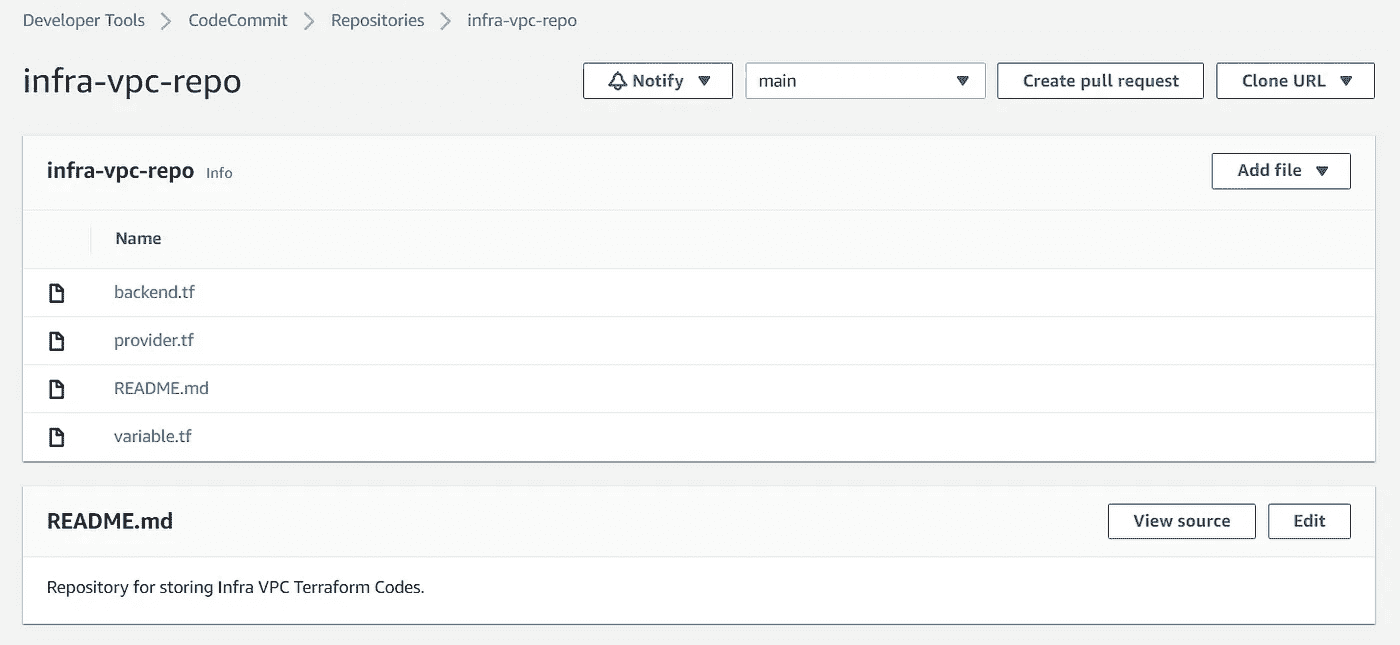 Developer Tools CodeCommit Repositories infra-vpc-repo
infra-vpc-repo Notify main Create pull request Clone URL
infra-vpc-repo Info Add file
Name
backend.tf
provider.tf
README.md
variable.tf
README.md View source Edit
Repository for storing Infra VPC Terraform Codes.